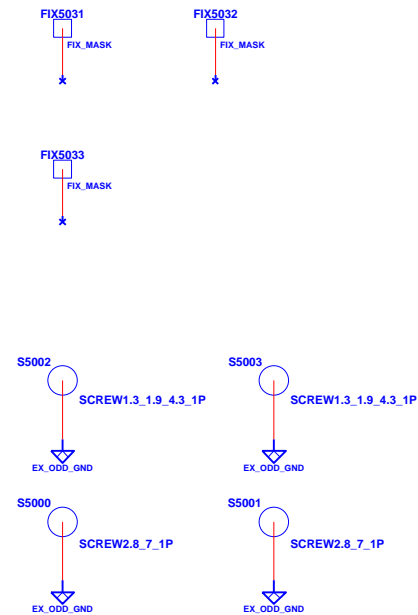 FIX5031
FIX5032
FIX_MASK
FIX_MASK
FIX5033
FIX_MASK
S5002
S5003
SCREW1.3_1.9_4.3_1P
SCREW1.3_1.9_4.3_1P
EX_ODD_GND
EX_ODD_GND
S5000
S5001
SCREW2.8_7_1P
SCREW2.8_7_1P
EX_ODD_GND
EX_ODD_GND